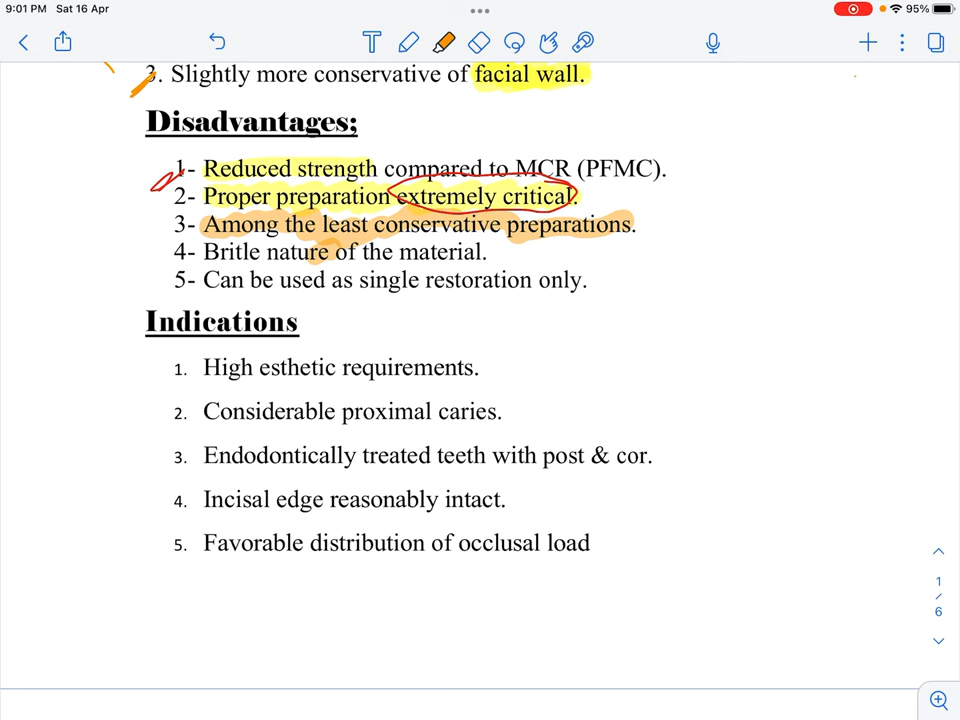 9:01 PM Sat 16 Apr 95%
3. Slightly more conservative of facial wall.
Disadvantages;
1- Reduced strength compared to MCR (PFMC).
2- Proper preparation extremely critical.
3- Among the least conservative preparations.
4- Britle nature of the material.
5- Can be used as single restoration only.
Indications
1. High esthetic requirements.
2. Considerable proximal caries.
3. Endodontically treated teeth with post & cor.
4. Incisal edge reasonably intact.
5. Favorable distribution of occlusal load
1
/
6